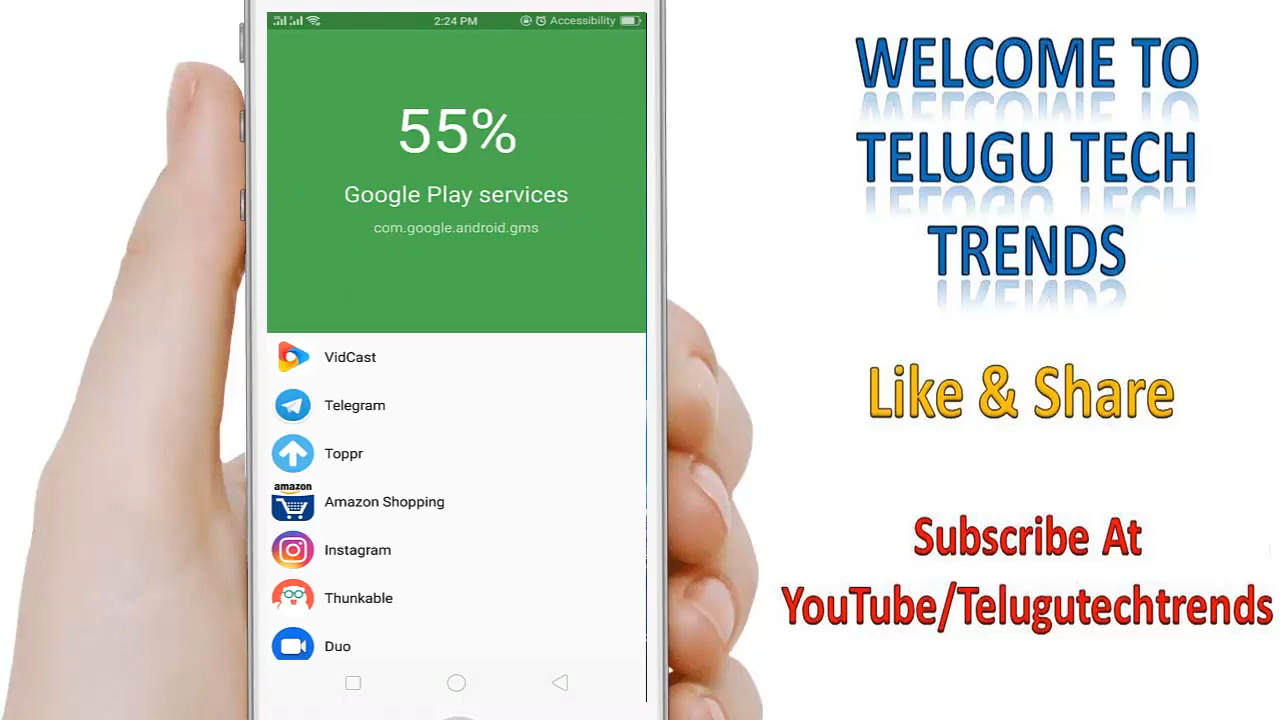 2:24 PM
Accessibility
55%
Google Play services
com.google.android.gms
VidCast
Telegram
Toppr
amazon
Amazon Shopping
Instagram
Thunkable
Duo
WELCOME TO
TELUGU TECH
TRENDS
Like & Share
Subscribe At
YouTube/Telugutechtrends